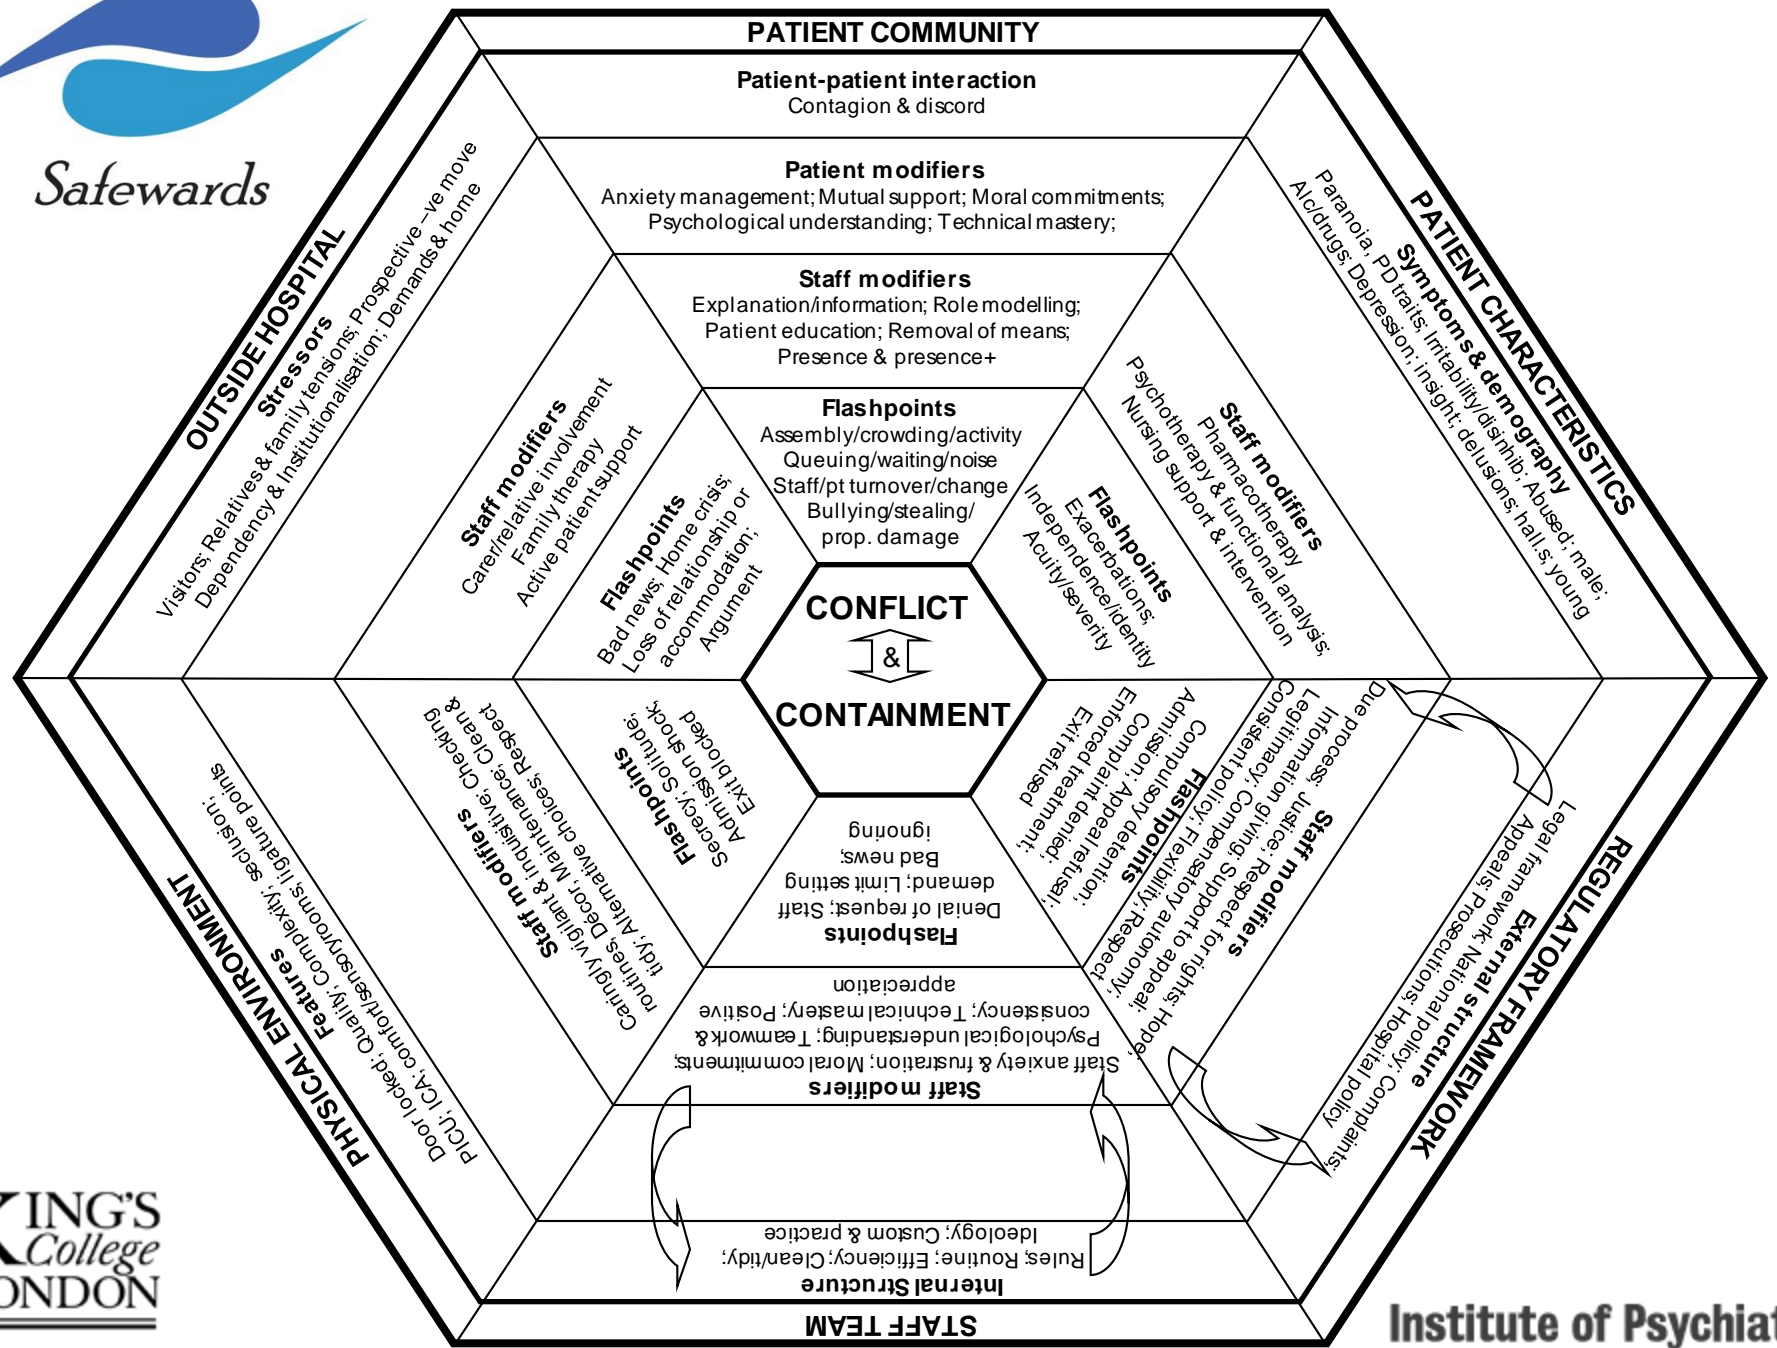 Safewards
PATIENT COMMUNITY
Patient-patient interaction
Contagion & discord
Patient modifiers
Anxiety management; Mutual support; Moral commitments;
Psychological understanding; Technical mastery;
Staff modifiers
Explanation/information; Role modelling;
Patient education; Removal of means;
Presence & presence+
Flashpoints
Assembly/crowding/activity
Queuing/waiting/noise
Staff/pt turnover/change
Bullying/stealing/
prop. damage
PATIENT CHARACTERISTICS
Symptoms & demography
Paranoia, PD traits; Irritability/disinhib; Abused; male;
Alc/drugs; Depression; insight; delusions; hall.s; young
Staff modifiers
Pharmacotherapy
Psychotherapy & functional analysis;
Nursing support & intervention
Flashpoints
Exacerbations;
Independence/identity
Acuity/severity
CONFLICT
&
CONTAINMENT
OUTSIDE HOSPITAL
Stressors
Visitors; Relatives & family tensions; Prospective –ve move
Dependency & Institutionalisation; Demands & home
Staff modifiers
Carer/relative involvement
Family therapy
Active patient support
Flashpoints
Bad news; Home crisis;
Loss of relationship or
accommodation;
Argument
REGULATORY FRAMEWORK
External structure
Legal framework; National policy; Complaints;
Appeals; Prosecutions; Hospital policy
Staff modifiers
Due process; Justice; Respect for rights; Hope;
Information giving; Support to appeal;
Legitimacy; Compensatory autonomy;
Consistent policy; Flexibility; Respect
Flashpoints
Compulsory detention;
Admission; Appeal refusal;
Complaint denied;
Enforced treatment;
Exit refused
STAFF TEAM
Internal Structure
Rules; Routine; Efficiency; Clean/tidy;
Ideology; Custom & practice
Staff modifiers
Staff anxiety & frustration; Moral commitments;
Psychological understanding; Teamwork &
consistency; Technical mastery; Positive
appreciation
Flashpoints
Denial of request; Staff
demand; Limit setting
Bad news;
ignoring
PHYSICAL ENVIRONMENT
Features
Door locked; Quality; Complexity; seclusion;
PICU; ICA; comfort/sensory rooms; ligature points
Staff modifiers
Caringly vigilant & Inquisitive, Checking
routines, Décor, Maintenance, Clean &
tidy; Alternative choices; Respect
Flashpoints
Secrecy; Solitude;
Admission shock;
Exit blocked
KING'S
College
LONDON
Institute of Psychiat